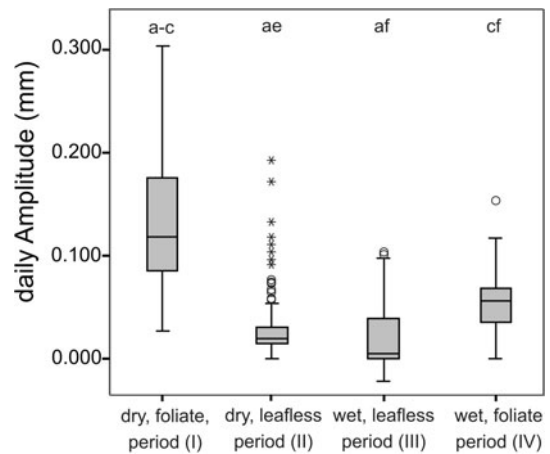 a-c ae af cf
0.300
0.200
0.100
0.000
daily Amplitude (mm)
dry, foliate, dry, leafless wet, leafless wet, foliate
period (I) period (II) period (III) period (IV)